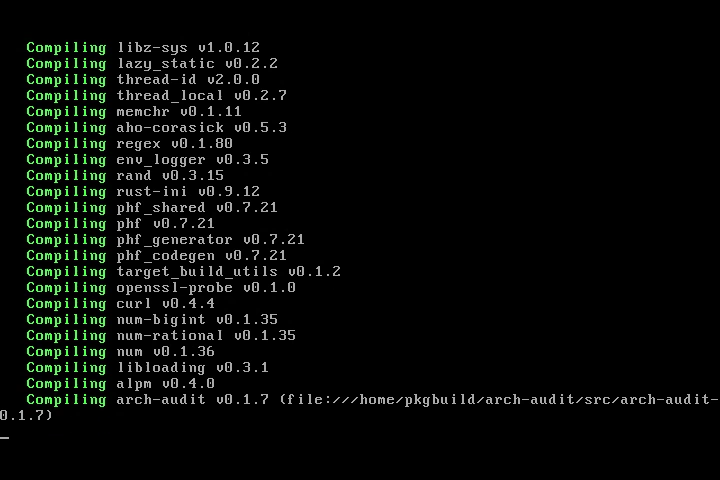 Compiling libz-sys v1.0.12
Compiling lazy_static v0.2.2
Compiling thread-id v2.0.0
Compiling thread_local v0.2.7
Compiling memchr v0.1.11
Compiling aho-corasick v0.5.3
Compiling regex v0.1.80
Compiling env_logger v0.3.5
Compiling rand v0.3.15
Compiling rust-ini v0.9.12
Compiling phf_shared v0.7.21
Compiling phf v0.7.21
Compiling phf_generator v0.7.21
Compiling phf_codegen v0.7.21
Compiling target_build_utils v0.1.2
Compiling openssl-probe v0.1.0
Compiling curl v0.4.4
Compiling num-bigint v0.1.35
Compiling num-rational v0.1.35
Compiling num v0.1.36
Compiling libloading v0.3.1
Compiling alpm v0.4.0
Compiling arch-audit v0.1.7 (file:///home/pkgbuild/arch-audit/src/arch-audit-
0.1.7)